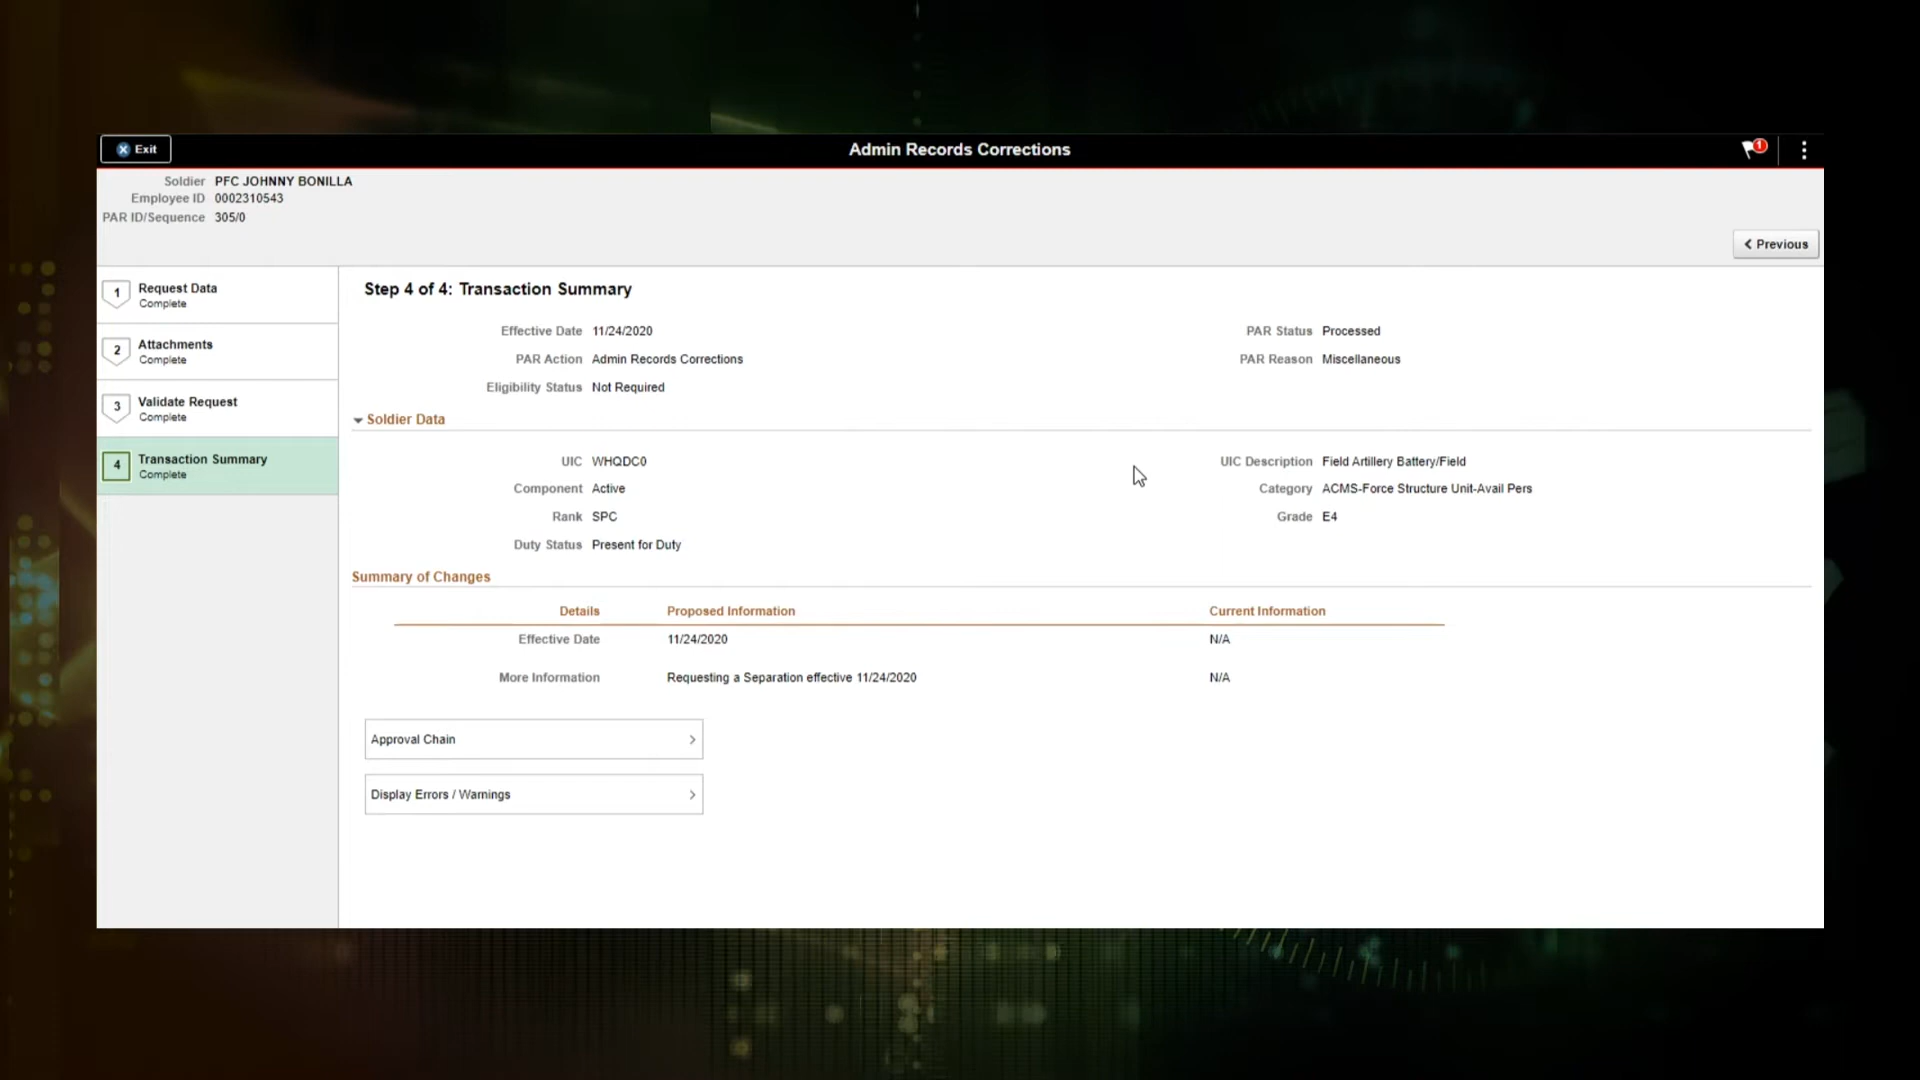 Exit
Admin Records Corrections
1
Soldier PFC JOHNNY BONILLA
Employee ID 0002310543
PAR ID/Sequence 305/0
Previous
1 Request Data
Complete
2 Attachments
Complete
3 Validate Request
Complete
4 Transaction Summary
Complete
Step 4 of 4: Transaction Summary
Effective Date 11/24/2020 PAR Status Processed
PAR Action Admin Records Corrections PAR Reason Miscellaneous
Eligibility Status Not Required
Soldier Data
UIC WHQDC0 UIC Description Field Artillery Battery/Field
Component Active Category ACMS-Force Structure Unit-Avail Pers
Rank SPC Grade E4
Duty Status Present for Duty
Summary of Changes
Details Proposed Information Current Information
Effective Date 11/24/2020 N/A
More Information Requesting a Separation effective 11/24/2020 N/A
Approval Chain
Display Errors / Warnings